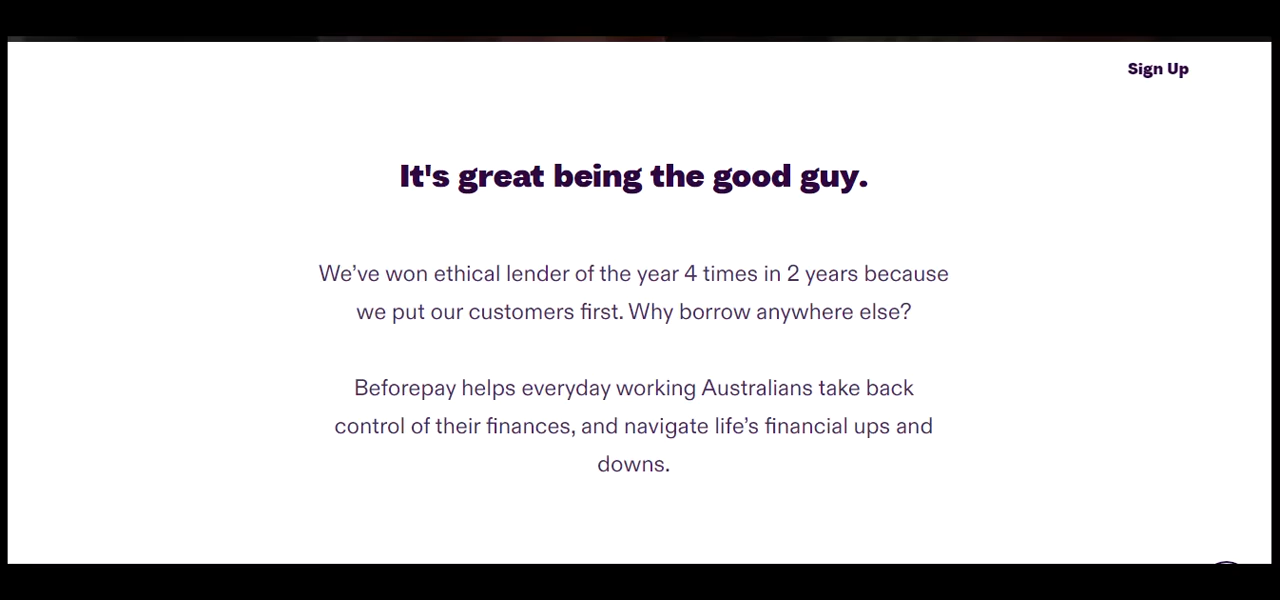 Sign Up
It's great being the good guy.
We’ve won ethical lender of the year 4 times in 2 years because
we put our customers first. Why borrow anywhere else?
Beforepay helps everyday working Australians take back
control of their finances, and navigate life’s financial ups and
downs.